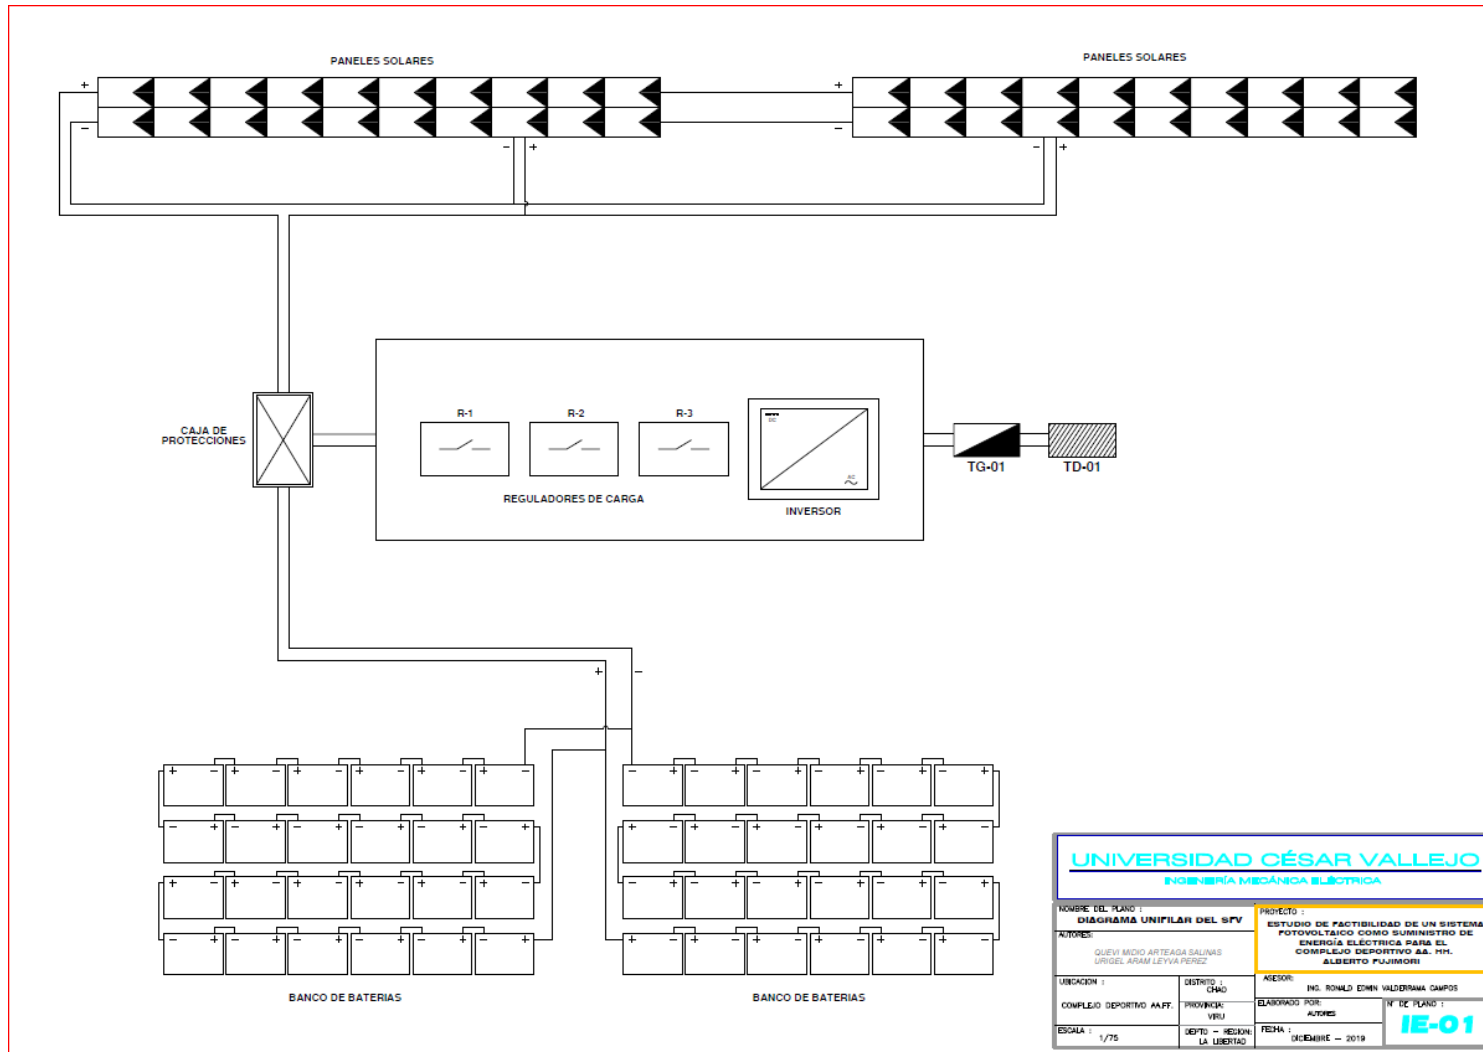 PANELES SOLARES
PANELES SOLARES
+
+
−
−
− +
− +
CAJA DE
PROTECCIONES
R-1
R-2
R-3
DC
AC
REGULADORES DE CARGA
INVERSOR
TG-01
TD-01
+ −
+ − + − + − + − + − + −
− + − + − + − + − + − +
− + − + − + − + − + − +
+ − + − + − + − + − + −
+ − + − + − + − + − + −
− + − + − + − + − + − +
− + − + − + − + − + − +
+ − + − + − + − + − + −
BANCO DE BATERIAS
BANCO DE BATERIAS
UNIVERSIDAD CÉSAR VALLEJO
INGENIERÍA MECÁNICA ELÉCTRICA
NOMBRE DEL PLANO :
DIAGRAMA UNIFILAR DEL SFV
AUTORES:
QUEVI MIDIO ARTEAGA SALINAS
URIGEL ARAM LEYVA PEREZ
PROYECTO :
ESTUDIO DE FACTIBILIDAD DE UN SISTEMA
FOTOVOLTAICO COMO SUMINISTRO DE
ENERGÍA ELÉCTRICA PARA EL
COMPLEJO DEPORTIVO AA. HH.
ALBERTO FUJIMORI
UBICACION :
COMPLEJO DEPORTIVO AA.FF.
DISTRITO :
CHAO
PROVINCIA:
VIRU
ASESOR:
ING. RONALD EDWIN VALDERRAMA CAMPOS
ELABORADO POR:
AUTORES
N° DE PLANO :
IE-01
ESCALA :
1/75
DEPTO − REGION:
LA LIBERTAD
FECHA :
DICIEMBRE − 2019